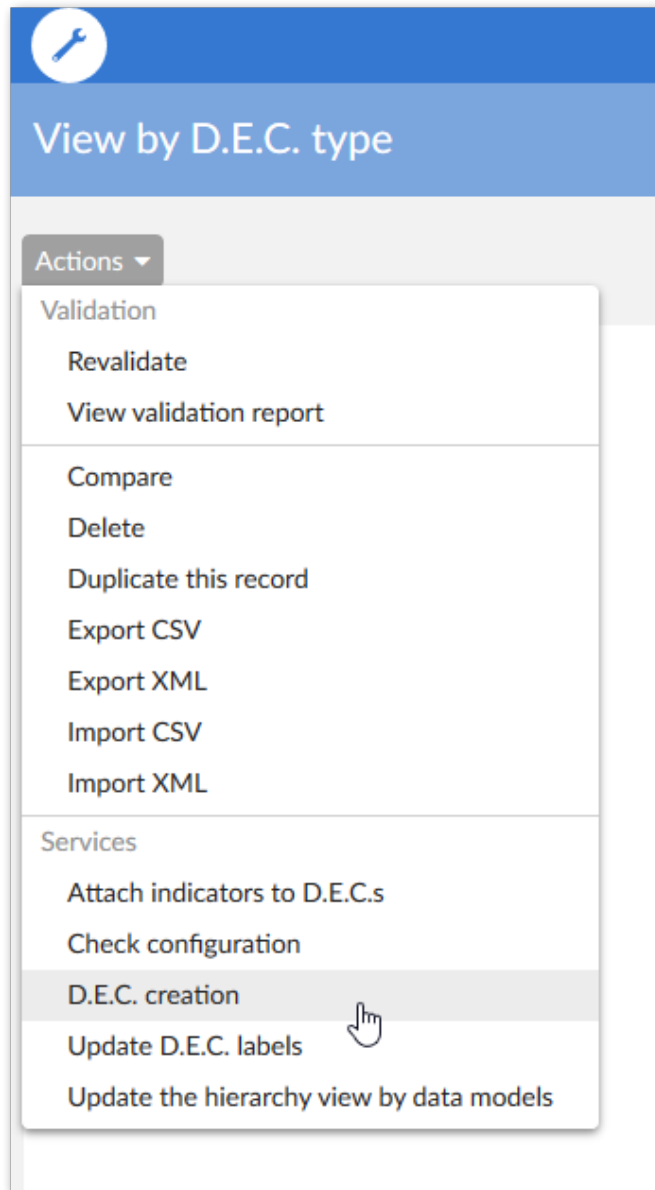 View by D.E.C. type
Actions
Validation
Revalidate
View validation report
Compare
Delete
Duplicate this record
Export CSV
Export XML
Import CSV
Import XML
Services
Attach indicators to D.E.C.s
Check configuration
D.E.C. creation
Update D.E.C. labels
Update the hierarchy view by data models